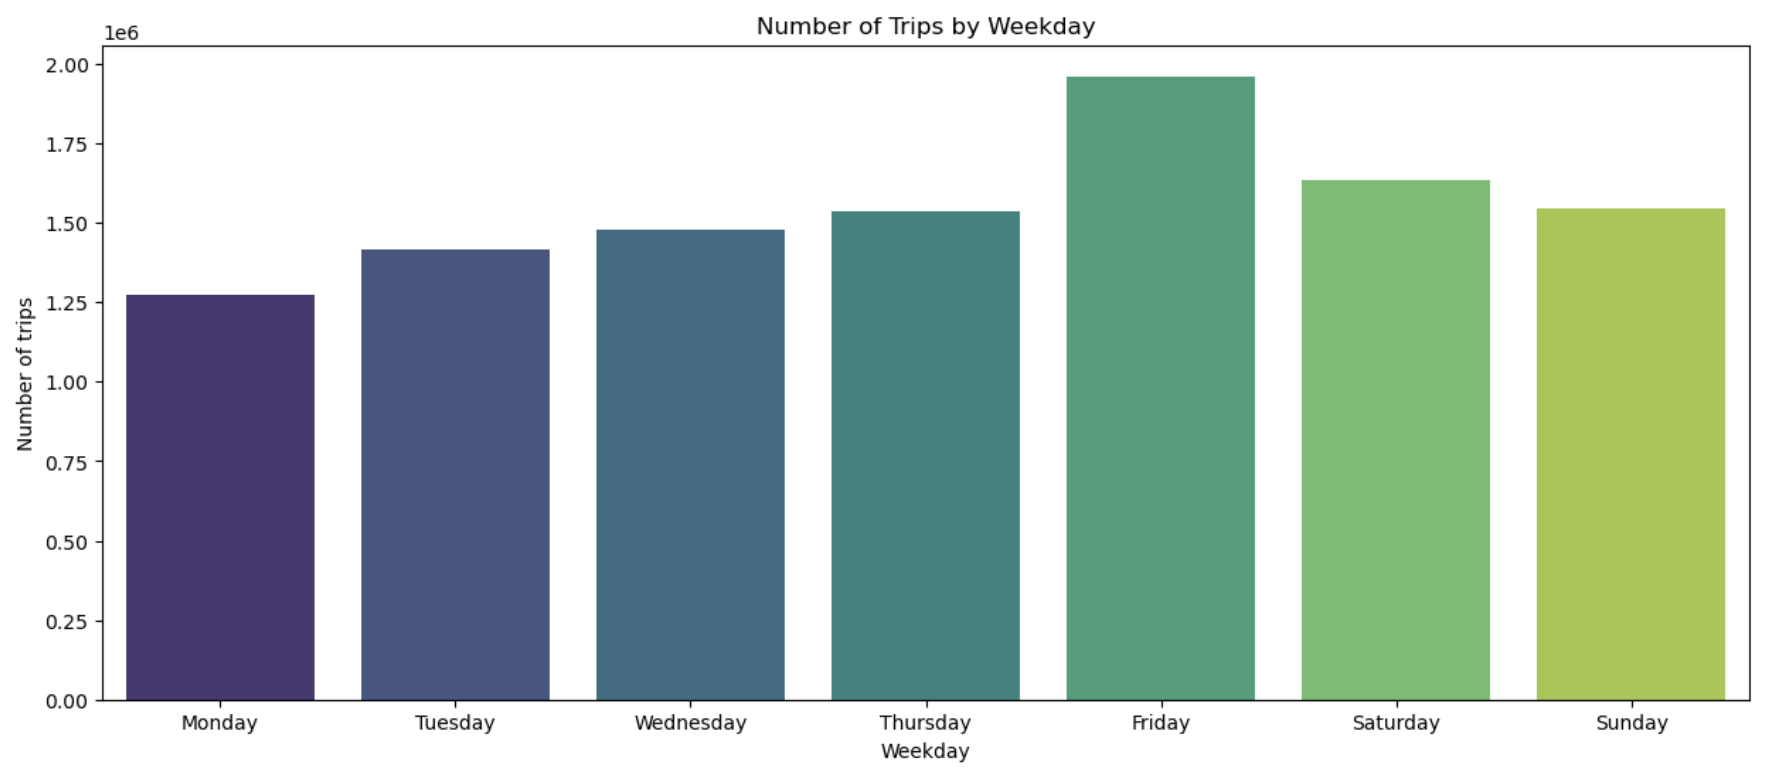 Number of Trips by Weekday
1e6
2.00
1.75
1.50
1.25
1.00
0.75
0.50
0.25
0.00
Number of trips
Monday Tuesday Wednesday Thursday Friday Saturday Sunday
Weekday